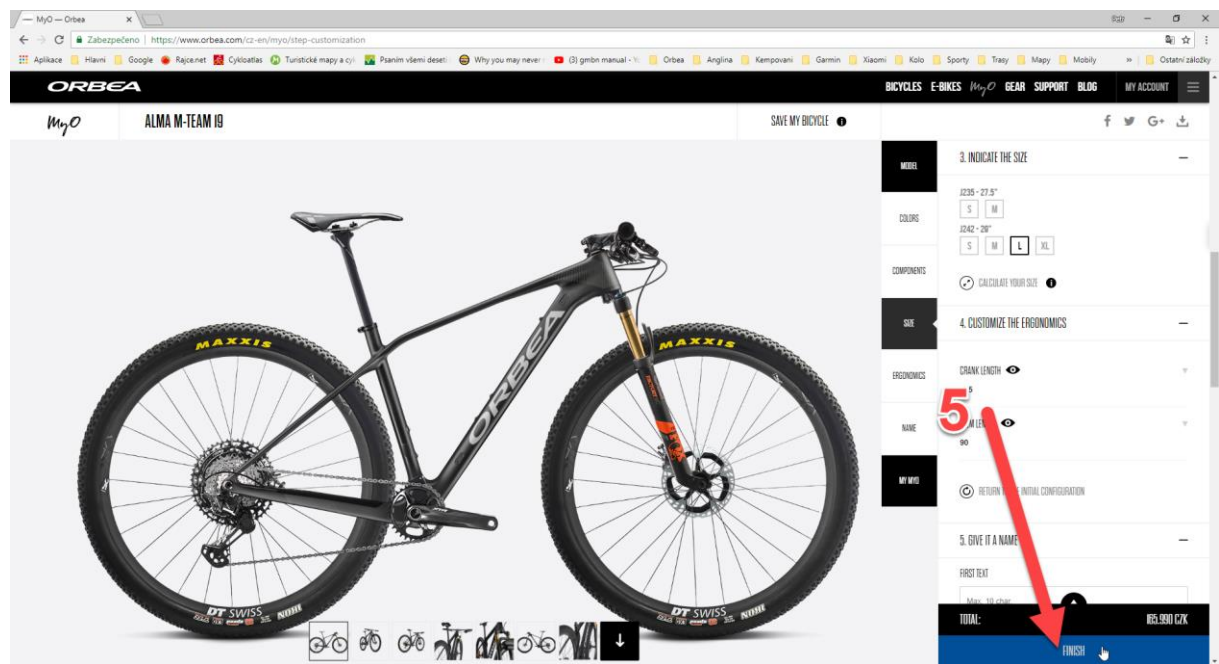 MyO — Orbea
Zabezpečeno | https://www.orbea.com/cz-en/myo/step-customization
Aplikace Hlavni Google Rajce.net Cykloatlas Turistické mapy a cyk Psaním všemi deseti Why you may never (3) gmbn manual - Yo Orbea Anglina Kempovani Garmin Xiaomi Kolo Sporty Trasy Mapy Mobily » Ostatní záložky
ORBEA
BICYCLES E-BIKES MyO GEAR SUPPORT BLOG MY ACCOUNT
MyO ALMA M-TEAM 19 SAVE MY BICYCLE
MODEL
COLORS
COMPONENTS
SIZE
ERGONOMICS
NAME
MY MYO
3. INDICATE THE SIZE
J235 - 27.5"
S M
J242 - 29"
S M L XL
CALCULATE YOUR SIZE
4. CUSTOMIZE THE ERGONOMICS
CRANK LENGTH
5
5
90
RETURN INITIAL CONFIGURATION
5. GIVE IT A NAME
FIRST TEXT
Max. 10 char
TOTAL: 165.990 CZK
FINISH
MAXXIS
MAXXIS
ORBEA
DT SWISS
DT SWISS